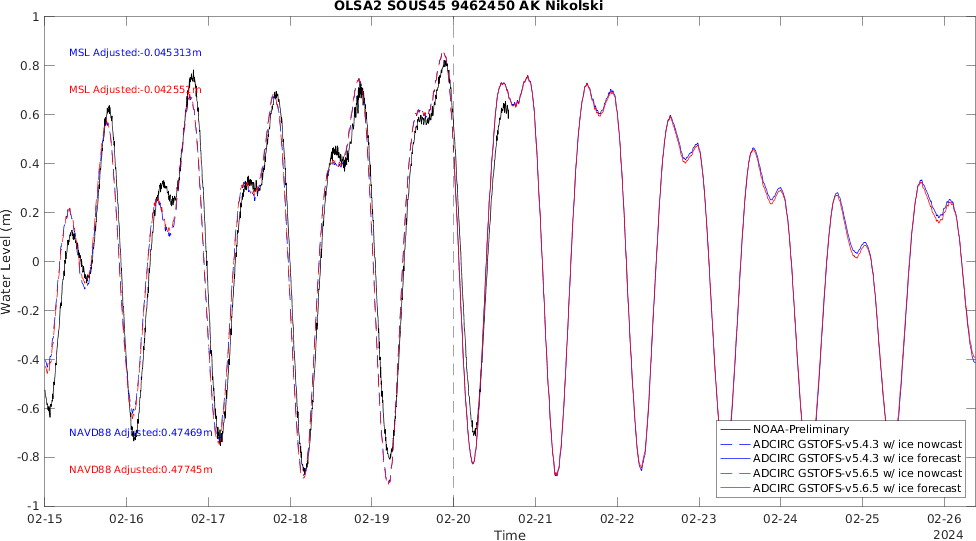 OLSA2 SOUS45 9462450 AK Nikolski
MSL Adjusted:-0.045313m
MSL Adjusted:-0.042552m
NAVD88 Adjusted:0.47469m
NAVD88 Adjusted:0.47745m
Water Level (m)
1
0.8
0.6
0.4
0.2
0
-0.2
-0.4
-0.6
-0.8
-1
NOAA-Preliminary
ADCIRC GSTOFS-v5.4.3 w/ ice nowcast
ADCIRC GSTOFS-v5.4.3 w/ ice forecast
ADCIRC GSTOFS-v5.6.5 w/ ice nowcast
ADCIRC GSTOFS-v5.6.5 w/ ice forecast
02-15 02-16 02-17 02-18 02-19 02-20 02-21 02-22 02-23 02-24 02-25 02-26
Time
2024